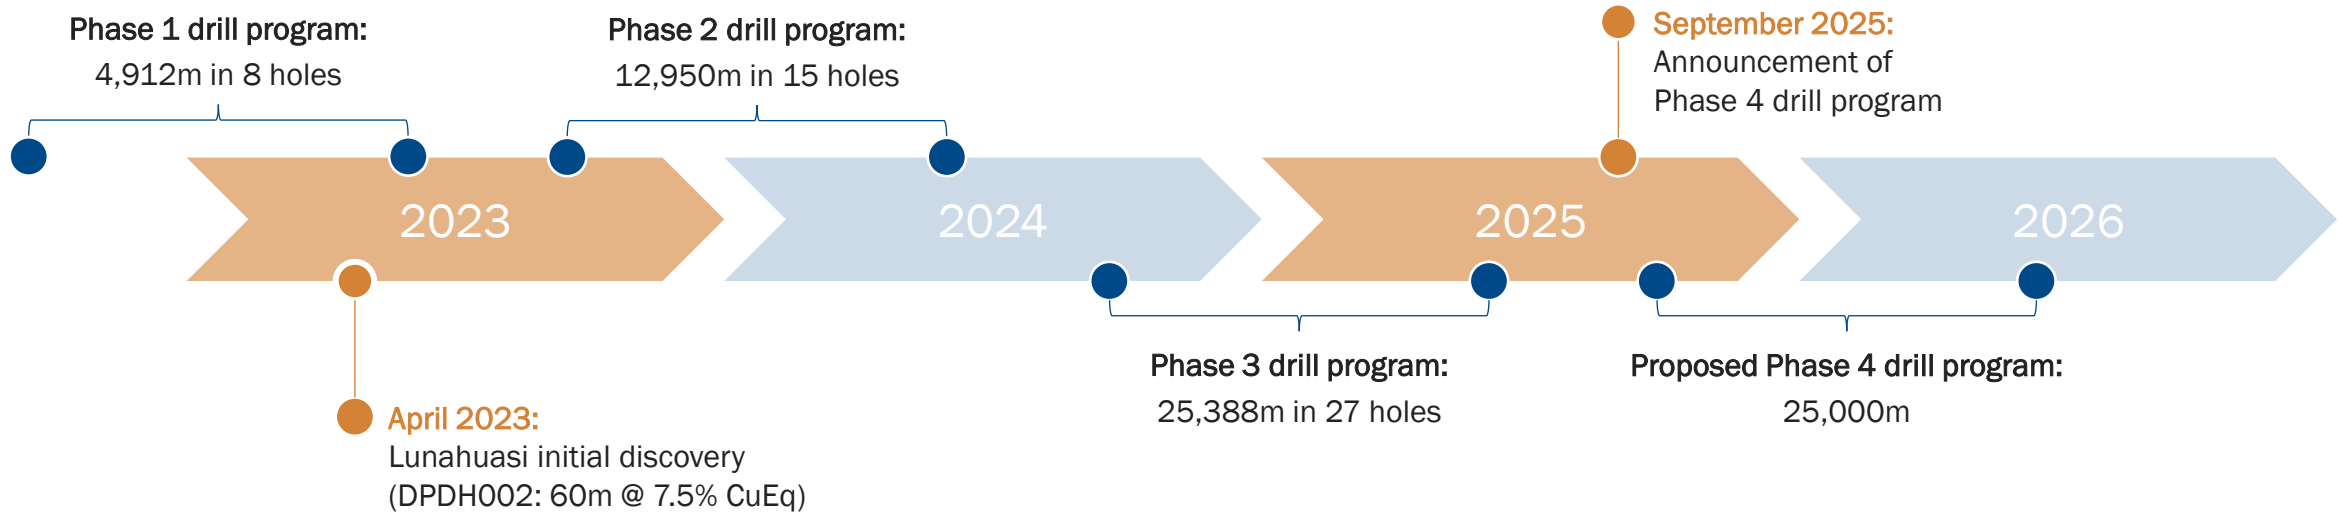 Phase 1 drill program:
4,912m in 8 holes
Phase 2 drill program:
12,950m in 15 holes
September 2025:
Announcement of
Phase 4 drill program
2023
2024
2025
2026
April 2023:
Lunahuasi initial discovery
(DPDH002: 60m @ 7.5% CuEq)
Phase 3 drill program:
25,388m in 27 holes
Proposed Phase 4 drill program:
25,000m